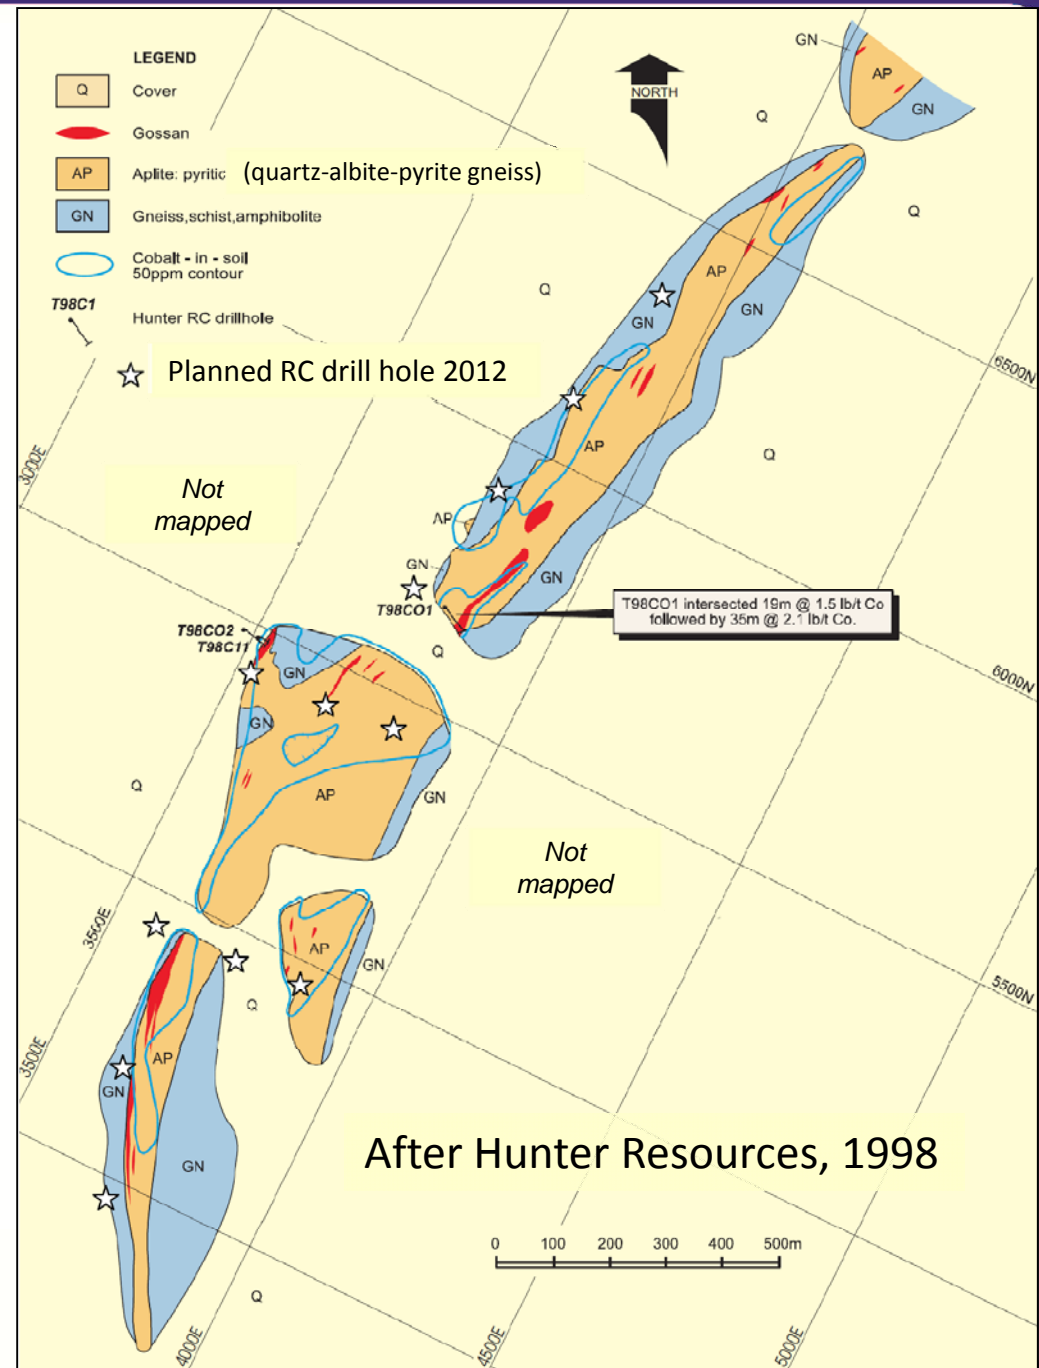 LEGEND
Q
Cover
Gossan
AP
Aplite: pyritic (quartz-albite-pyrite gneiss)
GN
Gneiss,schist,amphibolite
Cobalt - in - soil
50ppm contour
T98C1
Hunter RC drillhole
Planned RC drill hole 2012
NORTH
GN
AP
GN
Q
Q
Q
AP
GN
GN
6500N
3000E
AP
Q
Not
mapped
AP
GN
GN
T98CO1
T98CO1 intersected 19m @ 1.5 lb/t Co
followed by 35m @ 2.1 lb/t Co.
T98CO2
T98C11
Q
GN
6000N
GN
Q
AP
GN
Not
mapped
3500E
AP
GN
Q
5500N
3500E
AP
GN
GN
After Hunter Resources, 1998
0 100 200 300 400 500m
Q
4000E
4500E
5000E